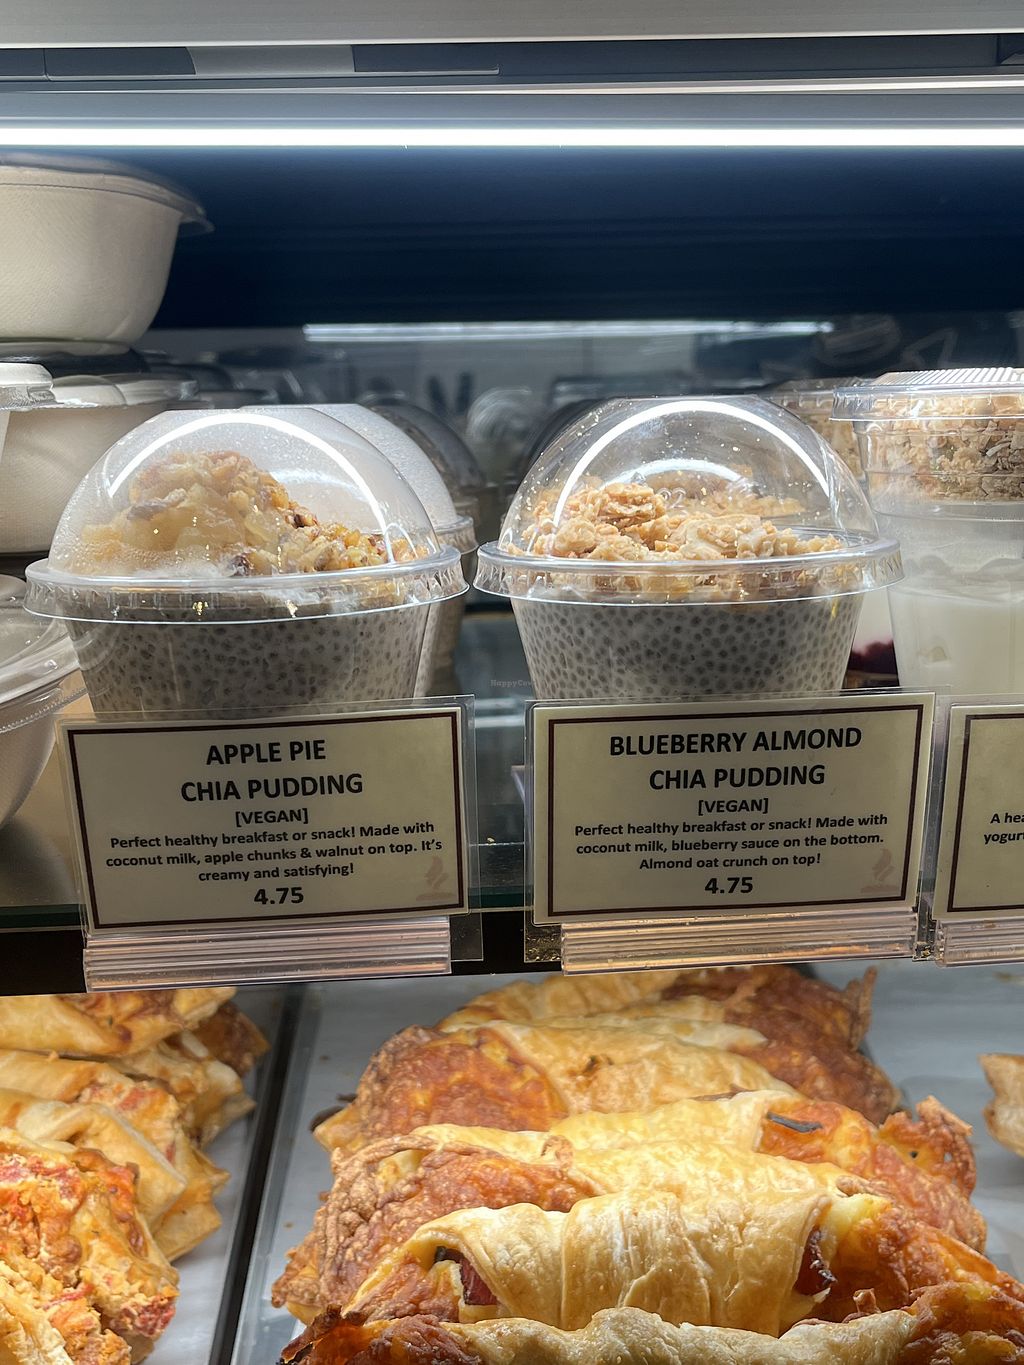 APPLE PIE
CHIA PUDDING
[VEGAN]
Perfect healthy breakfast or snack! Made with
coconut milk, apple chunks & walnut on top. It's
creamy and satisfying!
4.75
BLUEBERRY ALMOND
CHIA PUDDING
[VEGAN]
Perfect healthy breakfast or snack! Made with
coconut milk, blueberry sauce on the bottom.
Almond oat crunch on top!
4.75
A